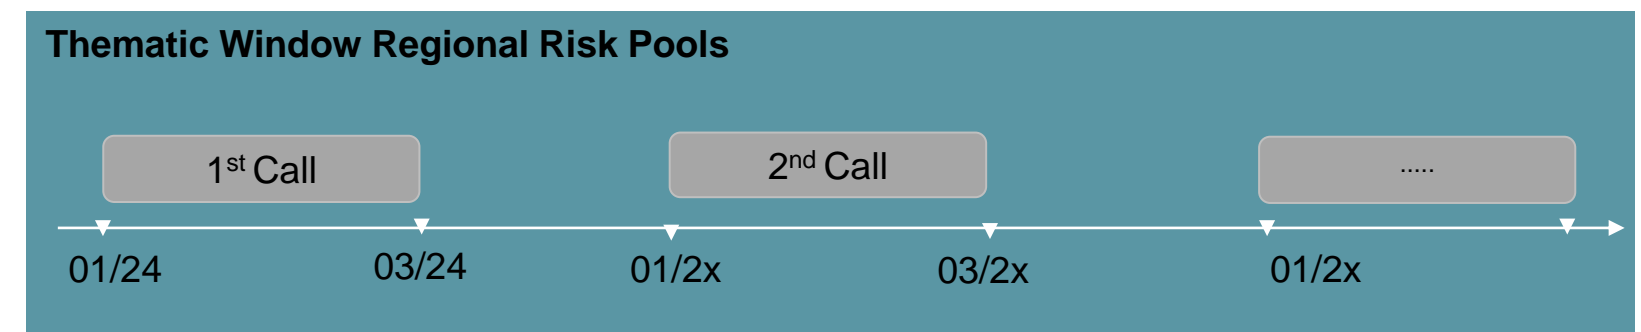 Thematic Window Regional Risk Pools
1st Call
2nd Call
.....
01/24
03/24
01/2x
03/2x
01/2x